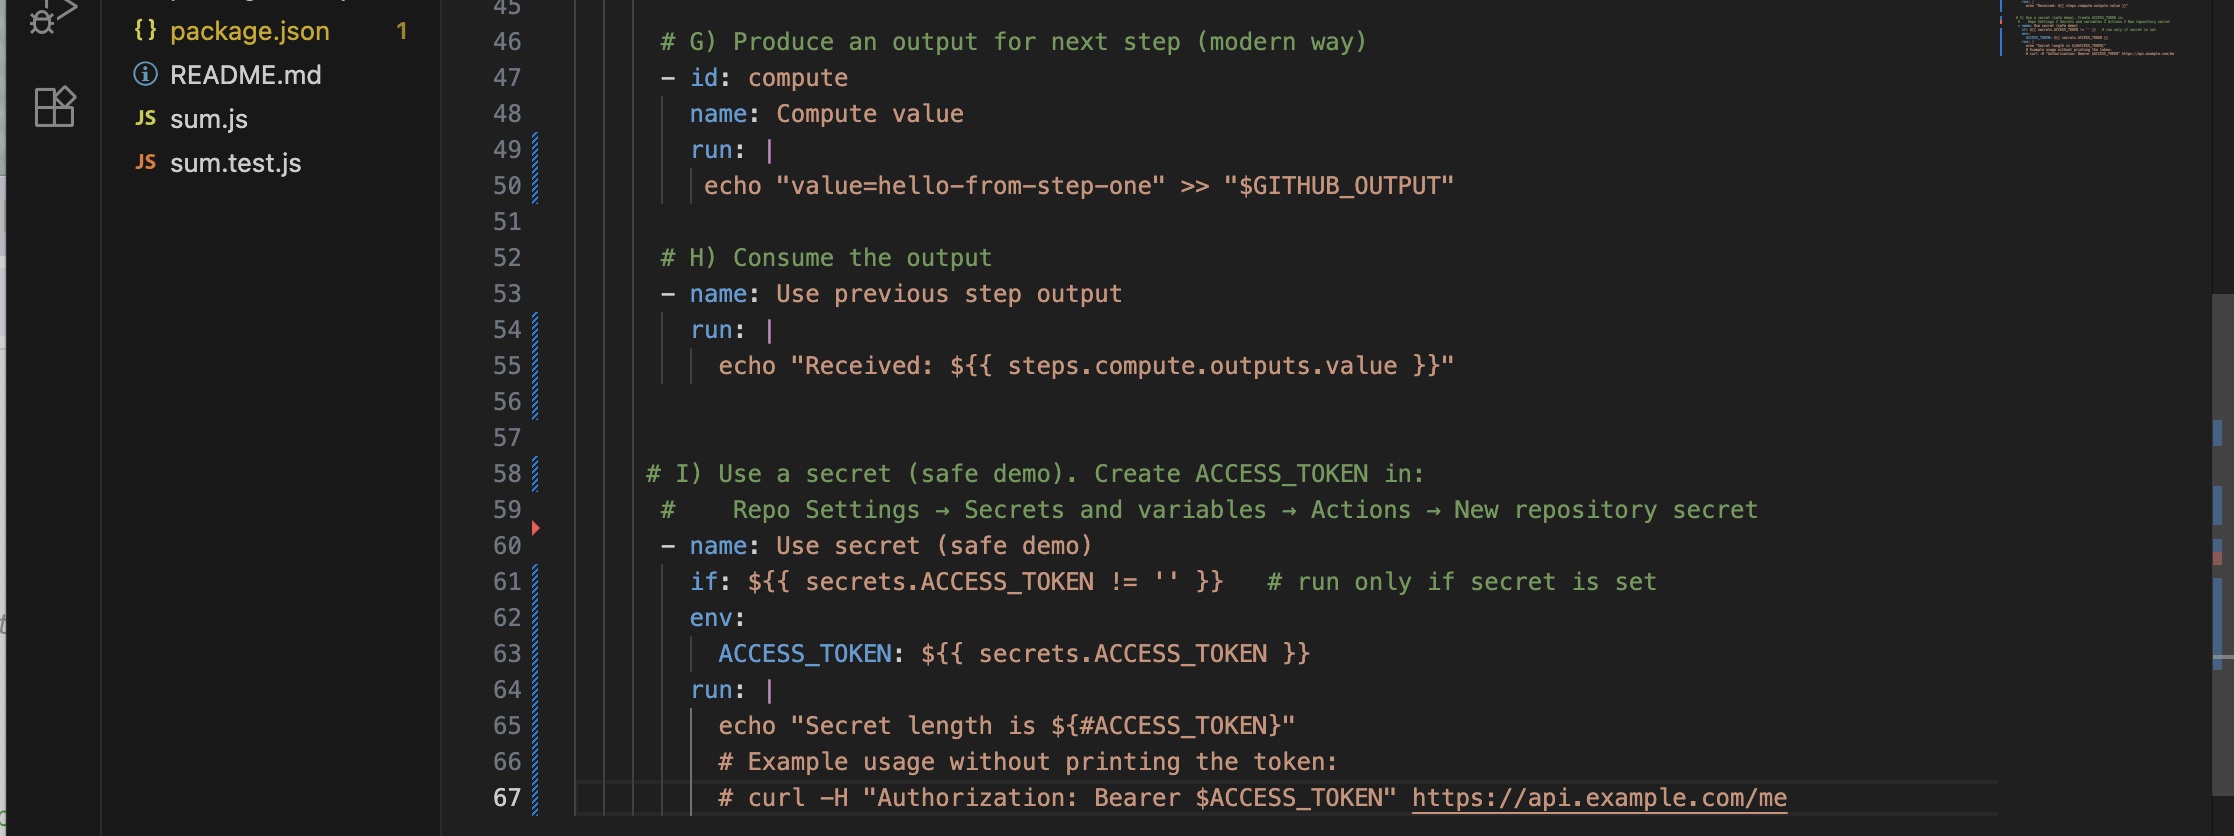 {} package.json 1
README.md
JS sum.js
JS sum.test.js
45
46 # G) Produce an output for next step (modern way)
47 - id: compute
48 name: Compute value
49 run: |
50 echo "value=hello-from-step-one" >> "$GITHUB_OUTPUT"
51
52 # H) Consume the output
53 - name: Use previous step output
54 run: |
55 echo "Received: ${{ steps.compute.outputs.value }}"
56
57
58 # I) Use a secret (safe demo). Create ACCESS_TOKEN in:
59 #    Repo Settings → Secrets and variables → Actions → New repository secret
60 - name: Use secret (safe demo)
61 if: ${{ secrets.ACCESS_TOKEN != '' }}   # run only if secret is set
62 env:
63 ACCESS_TOKEN: ${{ secrets.ACCESS_TOKEN }}
64 run: |
65 echo "Secret length is ${#ACCESS_TOKEN}"
66 # Example usage without printing the token:
67 # curl -H "Authorization: Bearer $ACCESS_TOKEN" https://api.example.com/me